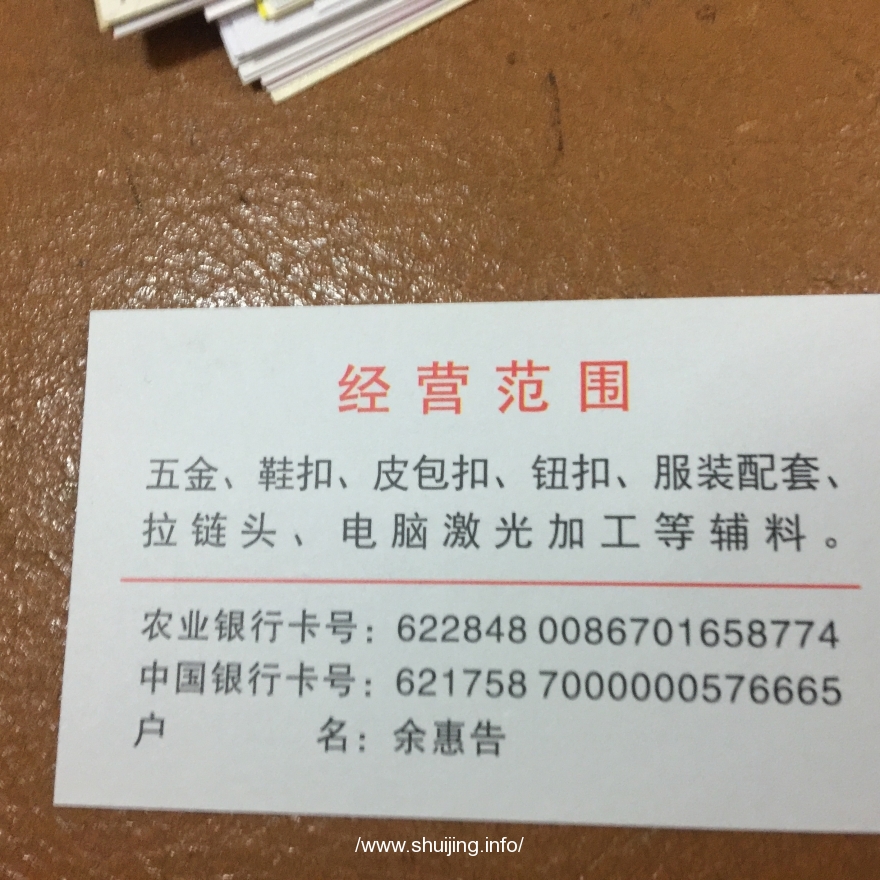 经营范围
五金、鞋扣、皮包扣、钮扣、服装配套、
拉链头、电脑激光加工等辅料。
农业银行卡号：622848 0086701658774
中国银行卡号：621758 7000000576665
户 名：余惠告
/www.shuijing.info/